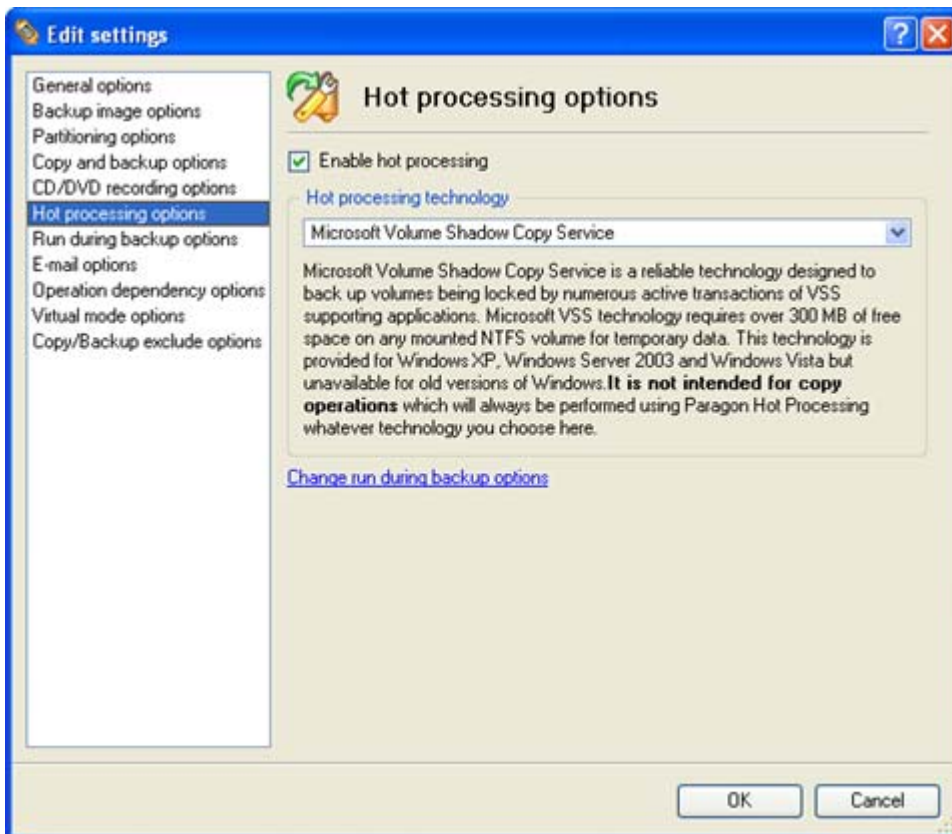 Edit settings
General options
Backup image options
Partitioning options
Copy and backup options
CD/DVD recording options
Hot processing options
Run during backup options
E-mail options
Operation dependency options
Virtual mode options
Copy/Backup exclude options
Hot processing options
Enable hot processing
Hot processing technology
Microsoft Volume Shadow Copy Service
Microsoft Volume Shadow Copy Service is a reliable technology designed to
back up volumes being locked by numerous active transactions of VSS
supporting applications. Microsoft VSS technology requires over 300 MB of free
space on any mounted NTFS volume for temporary data. This technology is
provided for Windows XP, Windows Server 2003 and Windows Vista but
unavailable for old versions of Windows.It is not intended for copy
operations which will always be performed using Paragon Hot Processing
whatever technology you choose here.
Change run during backup options
OK
Cancel